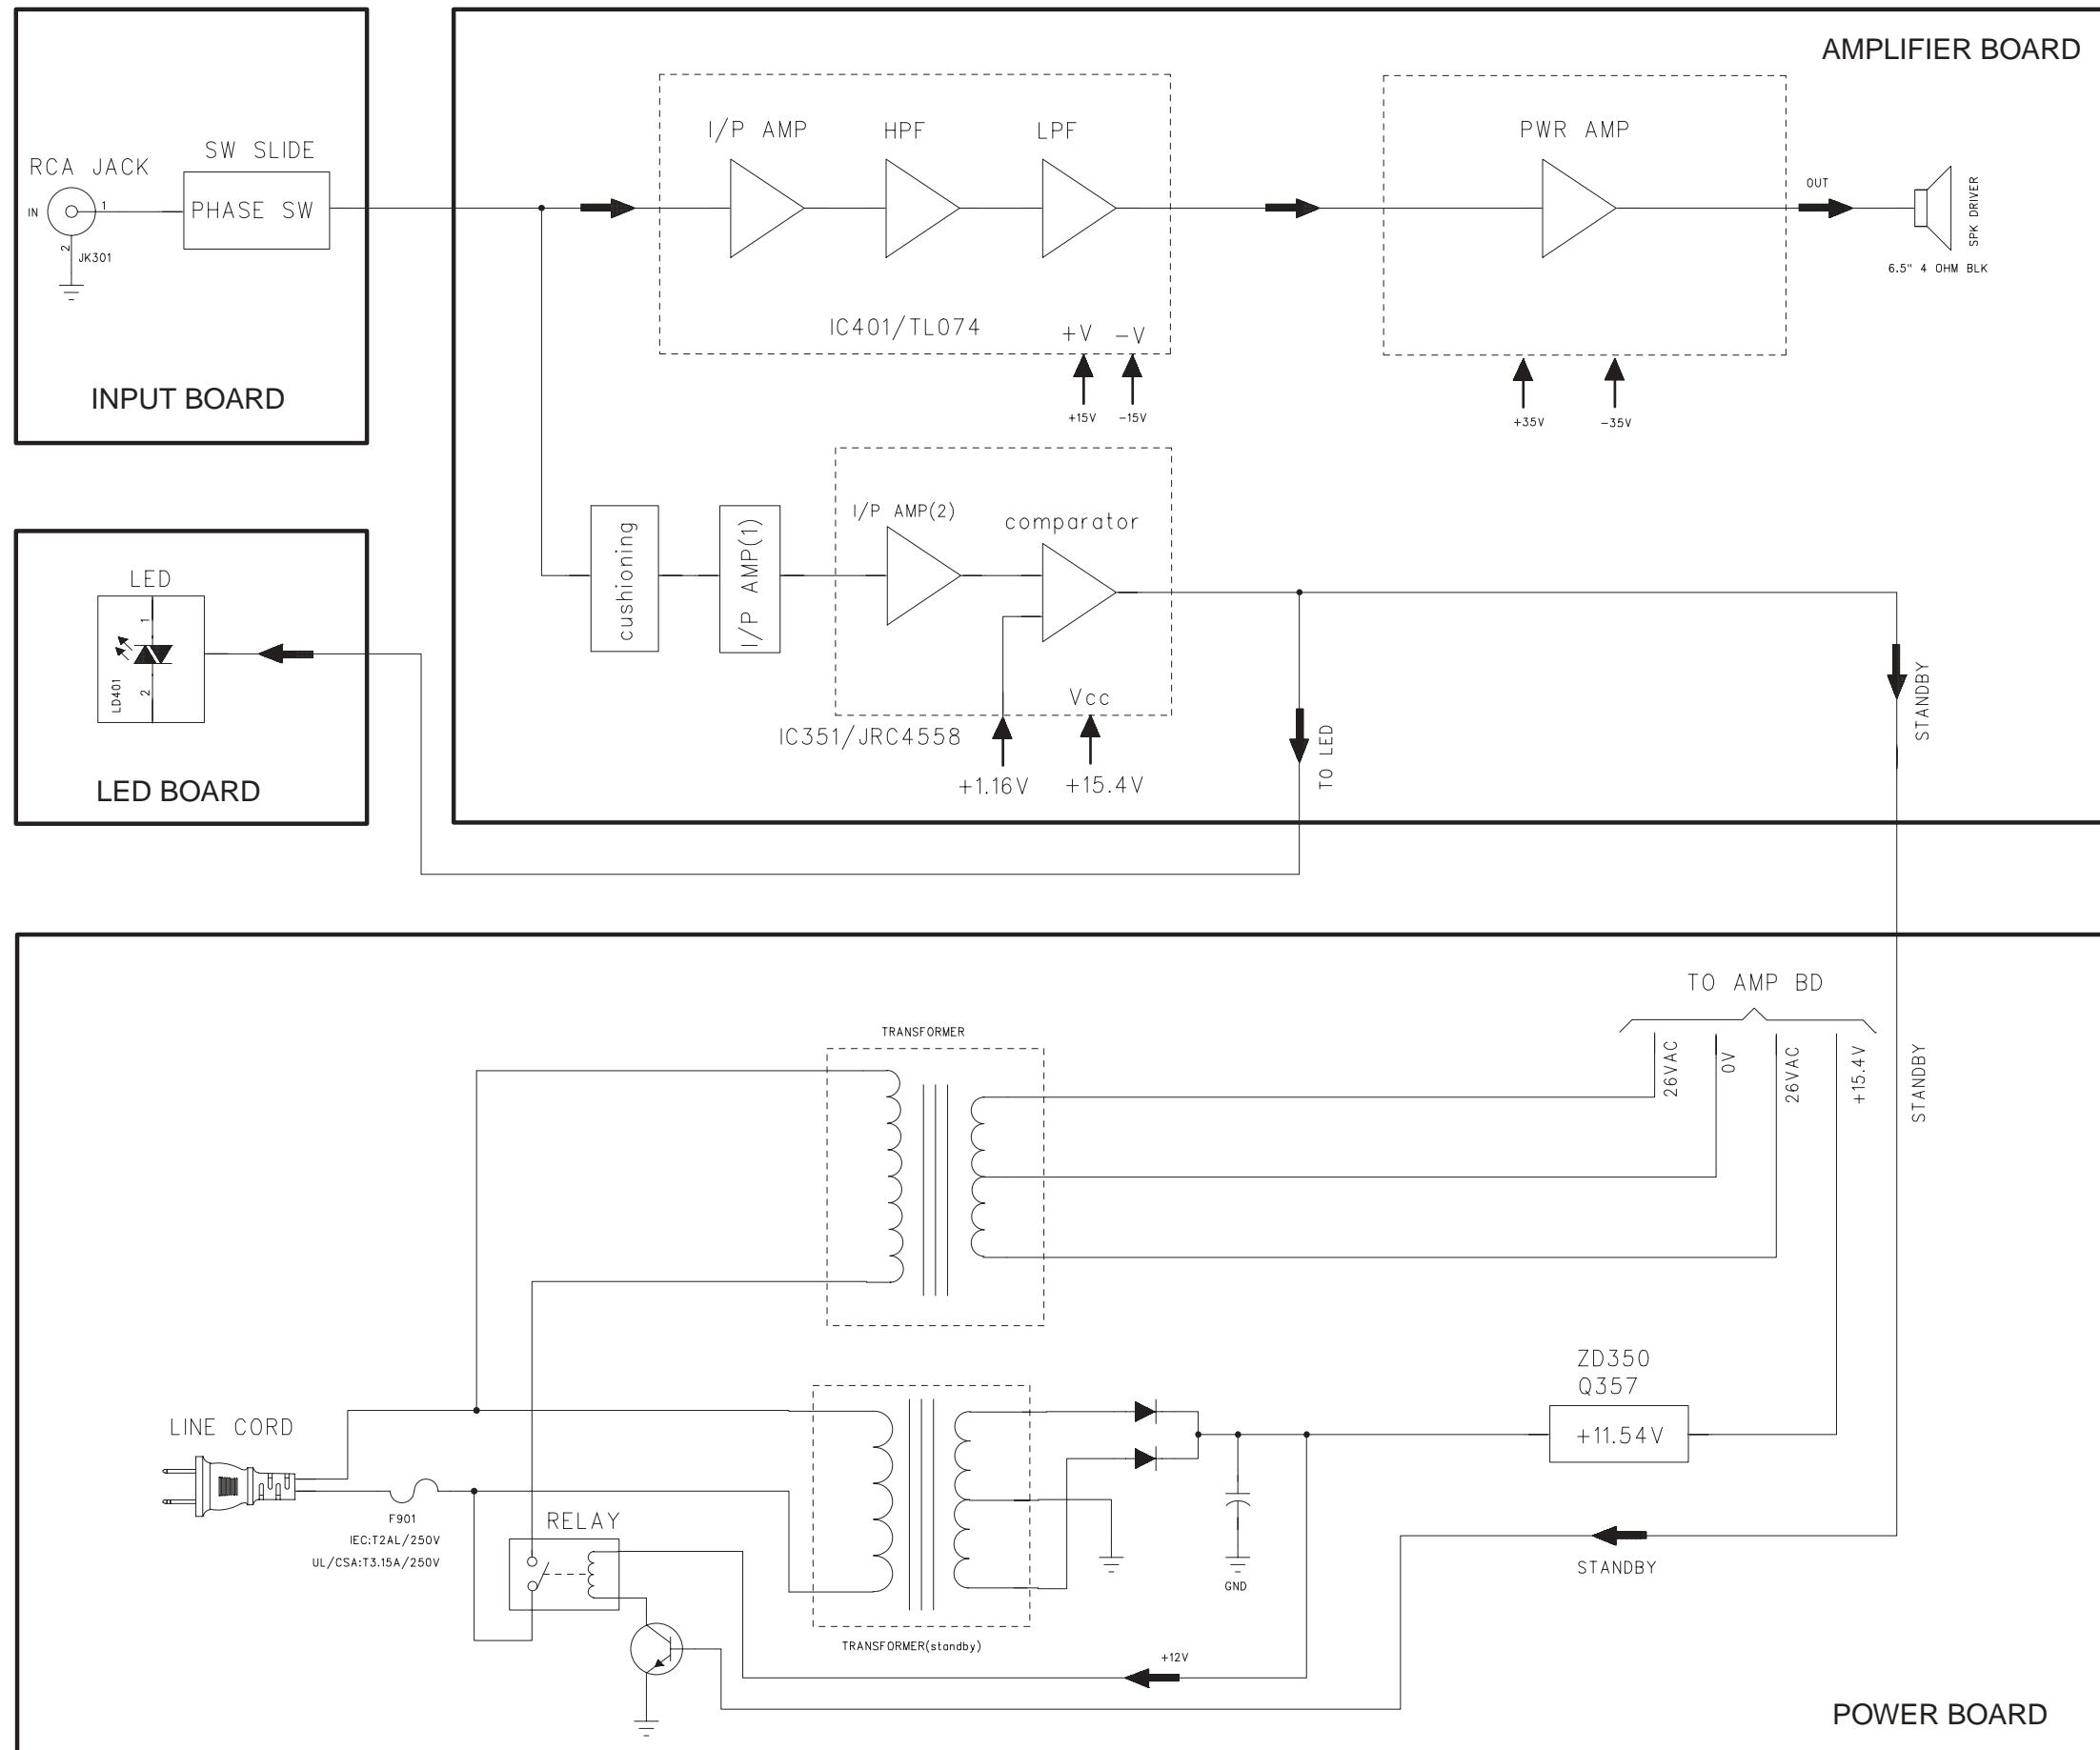 AMPLIFIER BOARD
I/P AMP
HPF
LPF
PWR AMP
SW SLIDE
RCA JACK
PHASE SW
IN
1
2
JK301
OUT
SPK DRIVER
6.5" 4 OHM BLK
IC401/TL074
+V
-V
+15V
-15V
+35V
-35V
INPUT BOARD
I/P AMP(2)
comparator
cushioning
I/P AMP(1)
LED
1
2
LD401
Vcc
IC351/JRC4558
+1.16V
+15.4V
TO LED
STANDBY
LED BOARD
TO AMP BD
TRANSFORMER
26VAC
0V
26VAC
+15.4V
STANDBY
ZD350
Q357
+11.54V
LINE CORD
F901
IEC:T2AL/250V
UL/CSA:T3.15A/250V
RELAY
GND
STANDBY
TRANSFORMER(standby)
+12V
POWER BOARD